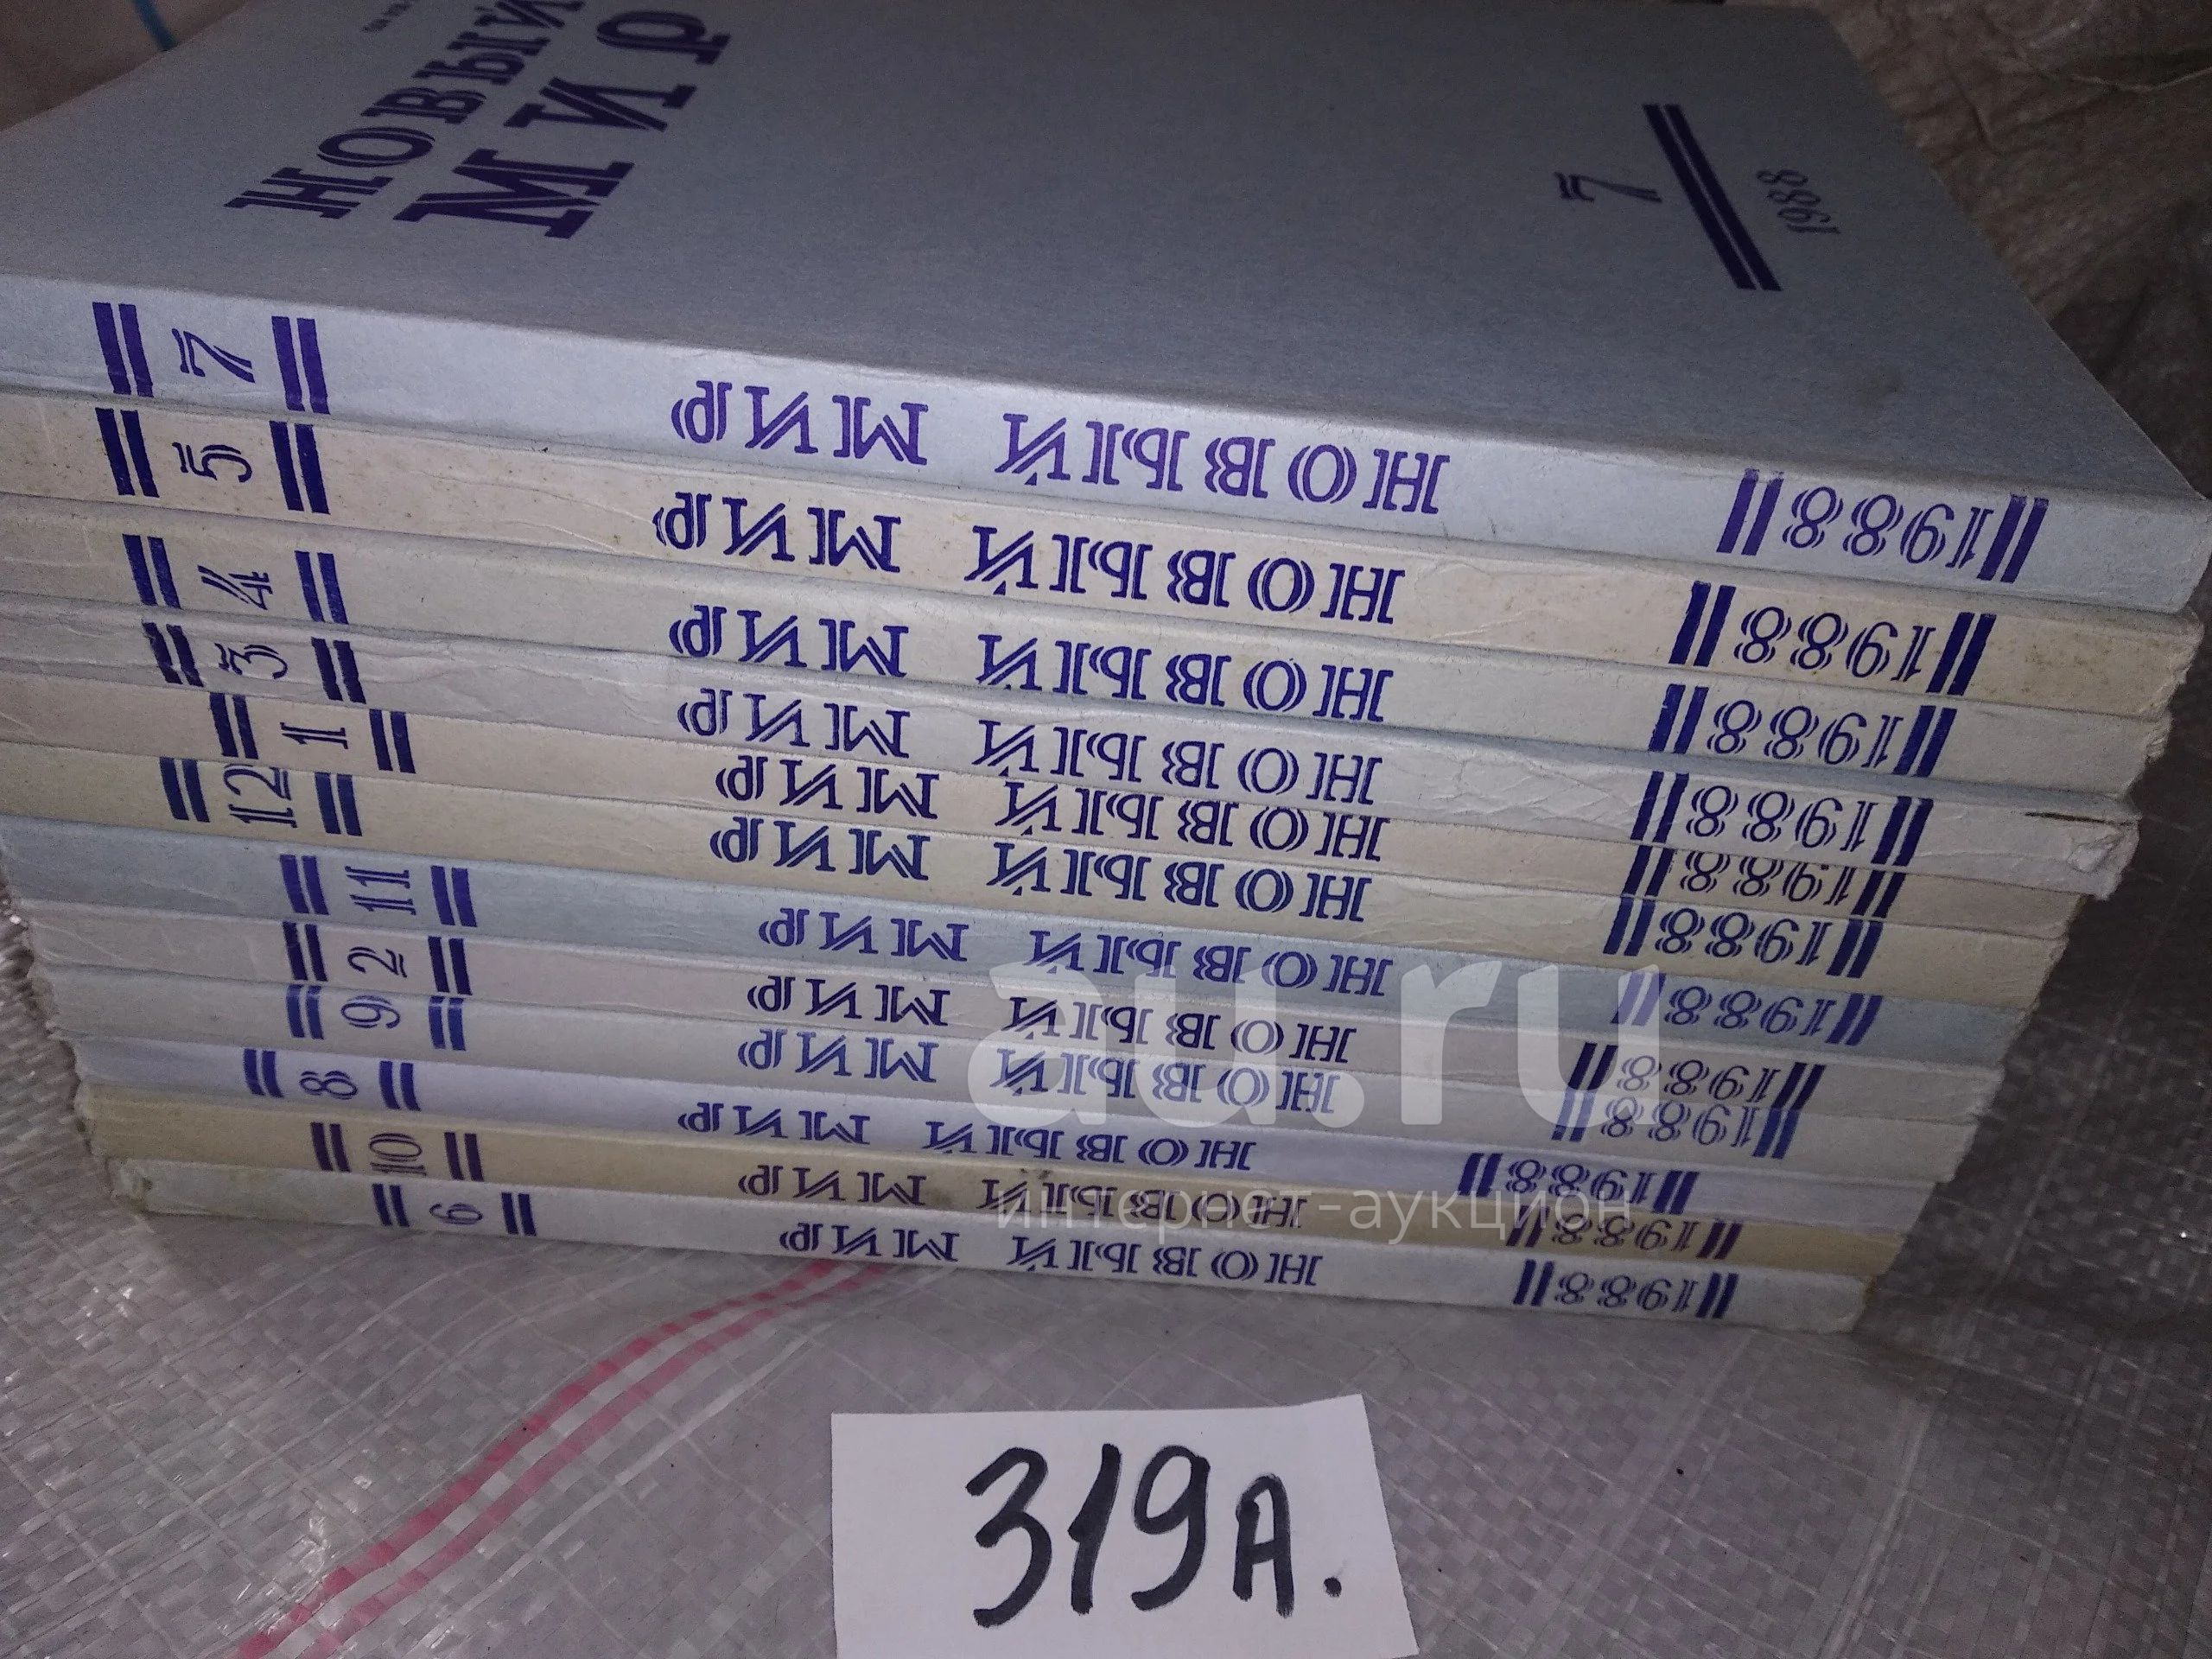 НОВЫЙ
МИР
7
1988
7 НОВЫЙ МИР 1988
5 НОВЫЙ МИР 1988
4 НОВЫЙ МИР 1988
3 НОВЫЙ МИР 1988
1 НОВЫЙ МИР 1988
12 НОВЫЙ МИР 1988
11 НОВЫЙ МИР 1988
2 НОВЫЙ МИР 1988
9 НОВЫЙ МИР 1988
8 НОВЫЙ МИР 1988
10 НОВЫЙ МИР 1988
6 НОВЫЙ МИР 1988
au.ru
интернет-аукцион
319А.